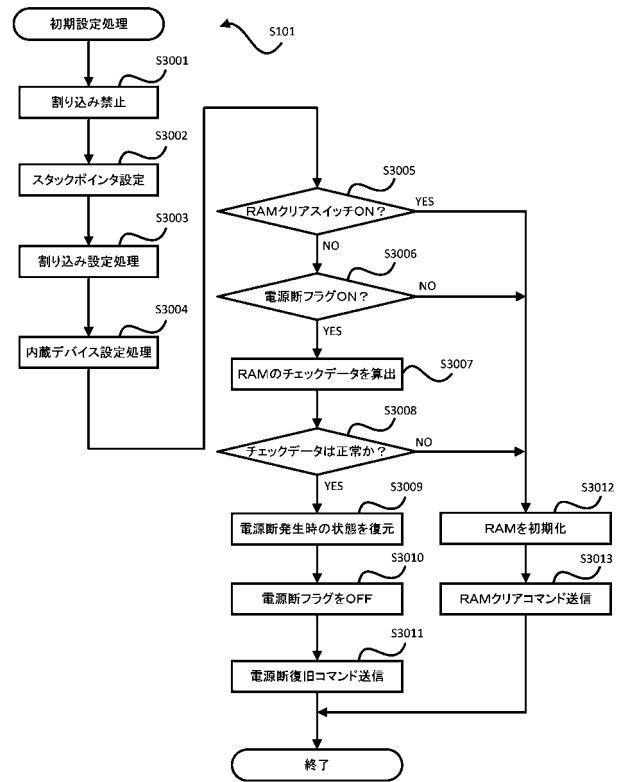 初期設定処理
S101
S3001
割り込み禁止
S3002
スタックポインタ設定
S3003
割り込み設定処理
S3004
内蔵デバイス設定処理
S3005
RAMクリアスイッチON？
YES
NO
S3006
電源断フラグON？
NO
YES
RAMのチェックデータを算出
S3007
S3008
チェックデータは正常か？
NO
YES
S3009
電源断発生時の状態を復元
S3010
電源断フラグをOFF
S3011
電源断復旧コマンド送信
S3012
RAMを初期化
S3013
RAMクリアコマンド送信
終了